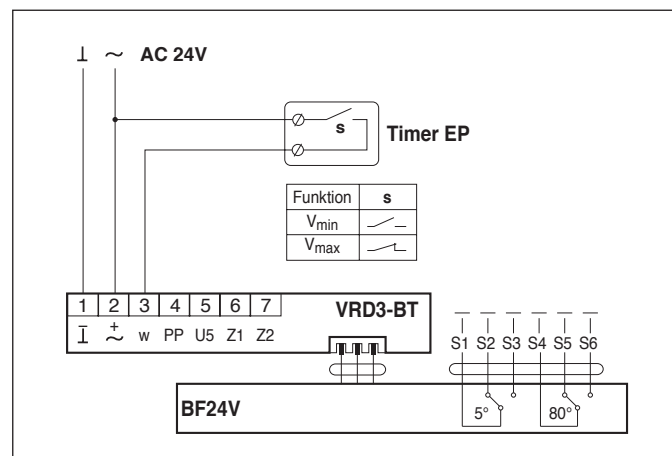 ⊥ ~ AC 24V
s
Timer EP
Funktion s
Vmin
Vmax
1 2 3 4 5 6 7
VRD3-BT
⊥ ~+ w PP U5 Z1 Z2
S1 S2 S3 S4 S5 S6
BF24V
5° 80°